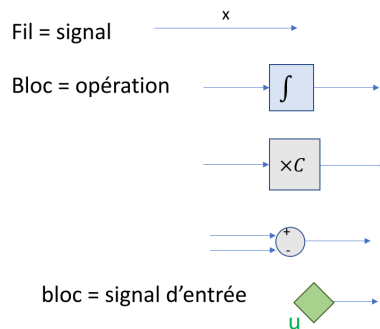 x
Fil = signal
Bloc = opération
∫
×C
+
-
bloc = signal d’entrée
u